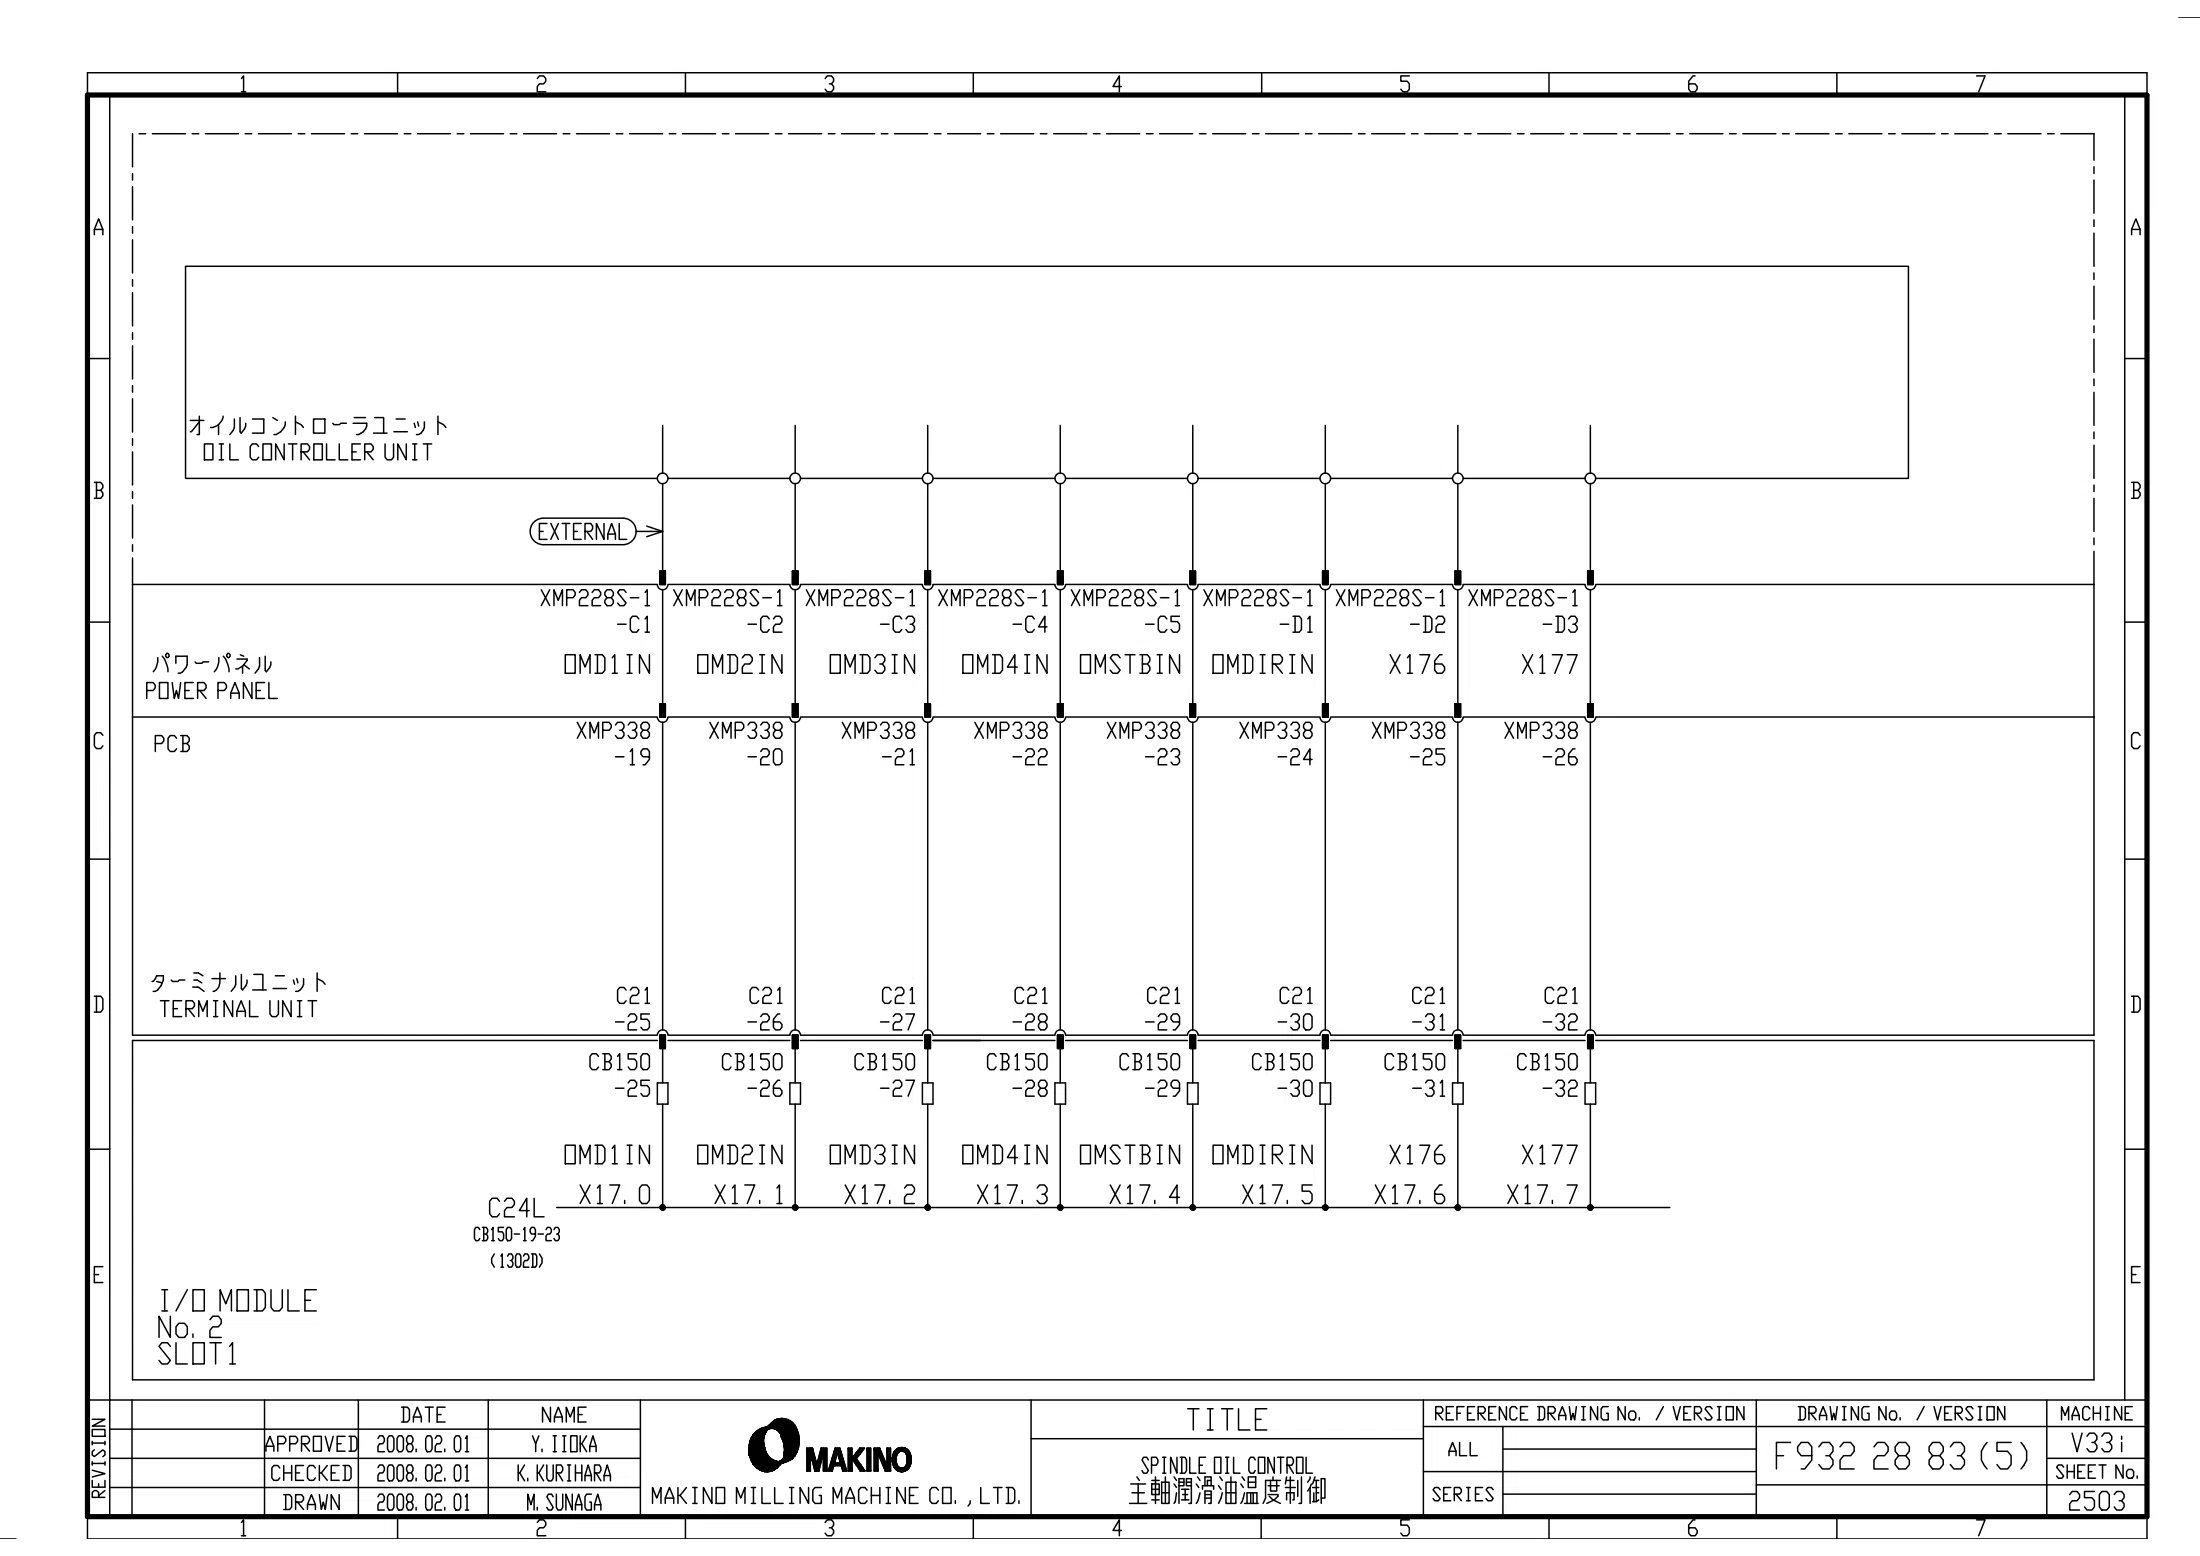 1 2 3 4 5 6 7
A A
オイルコントローラユニット
OIL CONTROLLER UNIT
B B
EXTERNAL
XMP228S-1 XMP228S-1 XMP228S-1 XMP228S-1 XMP228S-1 XMP228S-1 XMP228S-1 XMP228S-1
-C1 -C2 -C3 -C4 -C5 -D1 -D2 -D3
パワーパネル
POWER PANEL
OMD1IN OMD2IN OMD3IN OMD4IN OMSTBIN OMDIRIN X176 X177
C C
PCB
XMP338 XMP338 XMP338 XMP338 XMP338 XMP338 XMP338 XMP338
-19 -20 -21 -22 -23 -24 -25 -26
ターミナルユニット
TERMINAL UNIT
D D
C21 C21 C21 C21 C21 C21 C21 C21
-25 -26 -27 -28 -29 -30 -31 -32
CB150 CB150 CB150 CB150 CB150 CB150 CB150 CB150
-25 -26 -27 -28 -29 -30 -31 -32
OMD1IN OMD2IN OMD3IN OMD4IN OMSTBIN OMDIRIN X176 X177
X17.0 X17.1 X17.2 X17.3 X17.4 X17.5 X17.6 X17.7
C24L
CB150-19-23
(1302D)
E E
I/O MODULE
No.2
SLOT1
REVISION
DATE NAME
APPROVED 2008.02.01 Y.IIOKA
CHECKED 2008.02.01 K.KURIHARA
DRAWN 2008.02.01 M.SUNAGA
MAKINO
MAKINO MILLING MACHINE CO.,LTD.
TITLE
SPINDLE OIL CONTROL
主軸潤滑油温度制御
REFERENCE DRAWING No. / VERSION
ALL
SERIES
DRAWING No. / VERSION
F932 28 83(5)
MACHINE
V33i
SHEET No.
2503
1 2 3 4 5 6 7